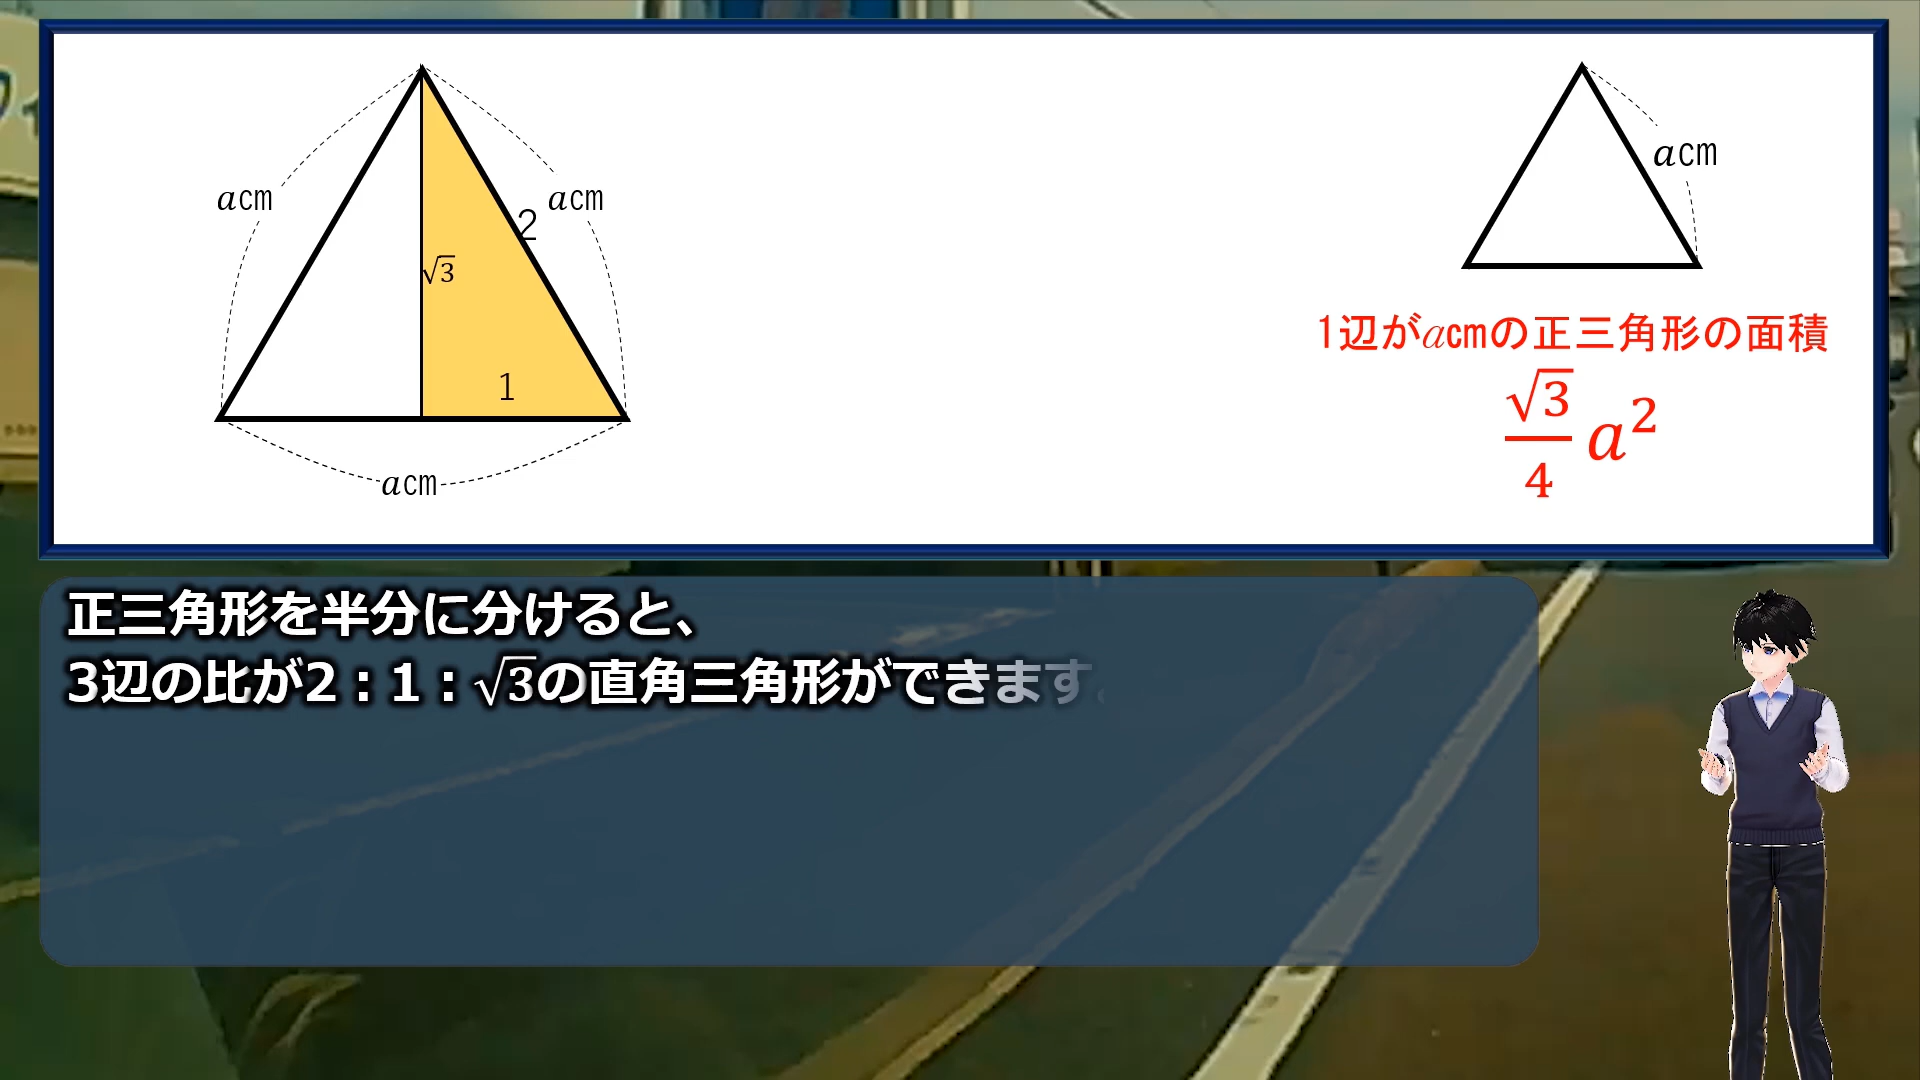 acm
acm
2
√3
1
acm
acm
1辺がacmの正三角形の面積
√3/4 a²
正三角形を半分に分けると、
3辺の比が2：1：√3の直角三角形ができます。